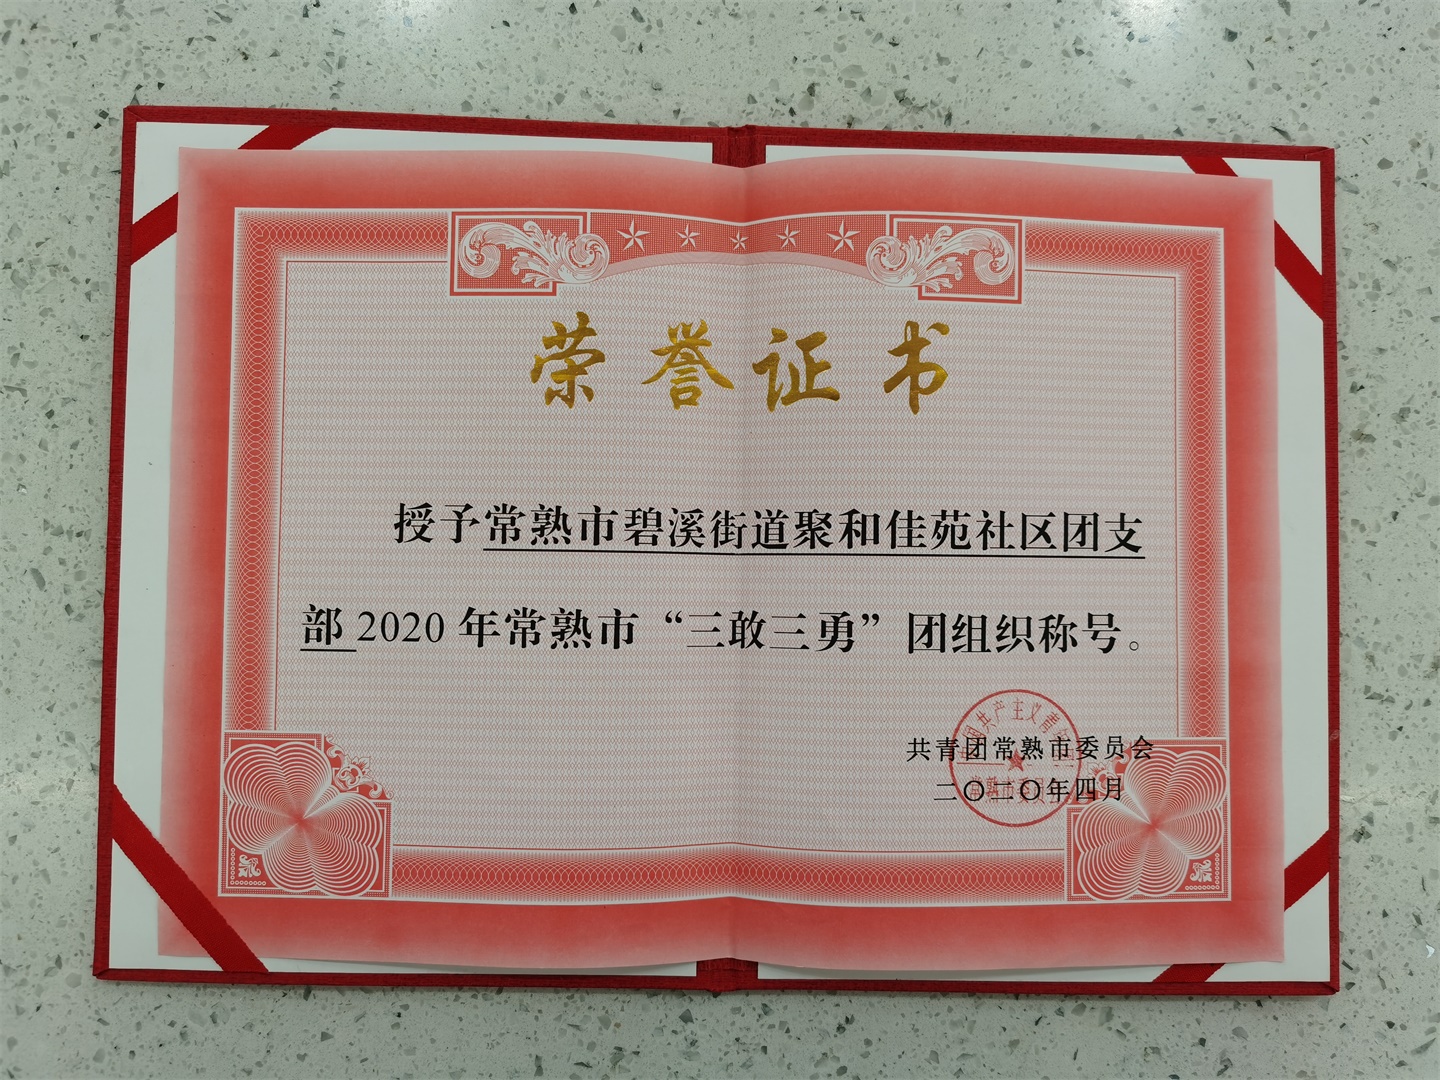 荣誉证书
授予常熟市碧溪街道聚和佳苑社区团支
部2020年常熟市“三敢三勇”团组织称号。
共青团常熟市委员会
二〇二〇年四月